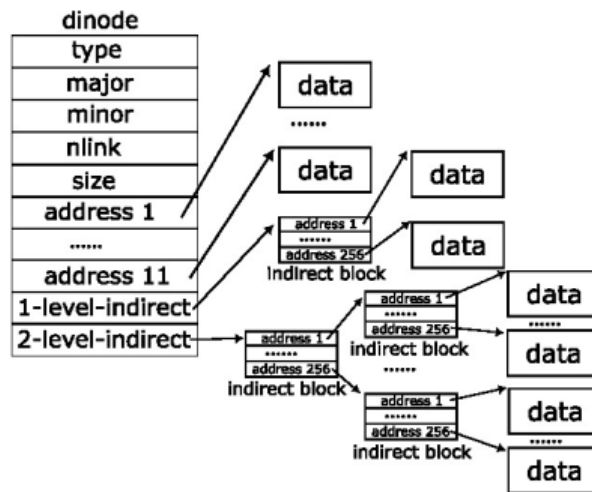 dinode
type
major
minor
nlink
size
address 1
......
address 11
1-level-indirect
2-level-indirect
data
......
data
address 1
......
address 256
indirect block
data
data
address 1
......
address 256
indirect block
address 1
......
address 256
indirect block
......
address 1
......
address 256
indirect block
data
......
data
data
......
data